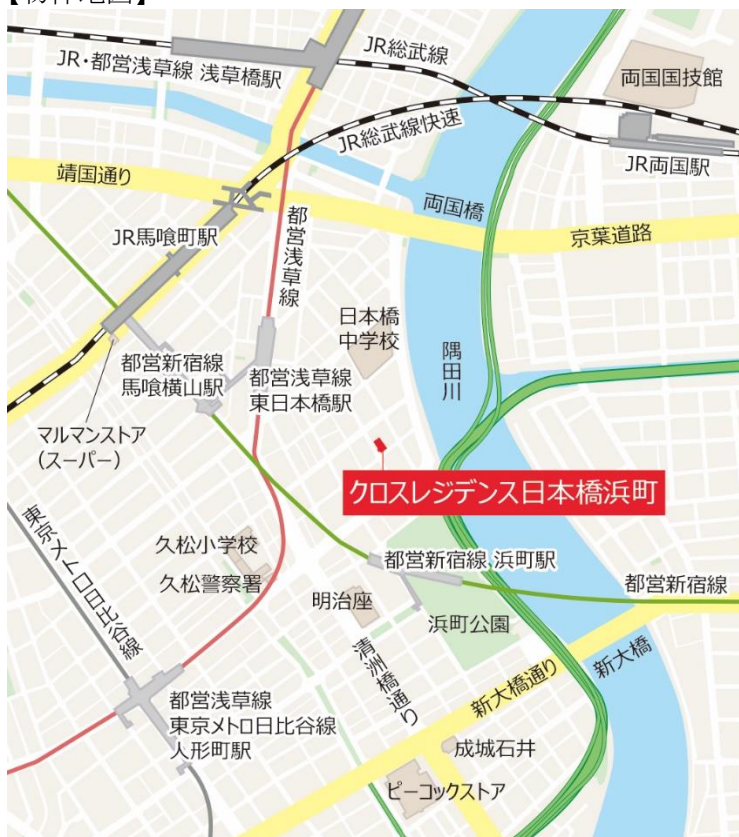 【物件地図】
JR総武線
JR・都営浅草線 浅草橋駅
両国国技館
JR総武線快速
JR両国駅
靖国通り
両国橋
京葉道路
JR馬喰町駅
都営浅草線
日本橋
中学校
隅田川
都営新宿線
馬喰横山駅
都営浅草線
東日本橋駅
マルマンストア
(スーパー)
クロスレジデンス日本橋浜町
東京メトロ日比谷線
久松小学校
久松警察署
都営新宿線 浜町駅
都営新宿線
明治座
浜町公園
清洲橋通り
新大橋通り
新大橋
都営浅草線
東京メトロ日比谷線
人形町駅
成城石井
ピーコックストア